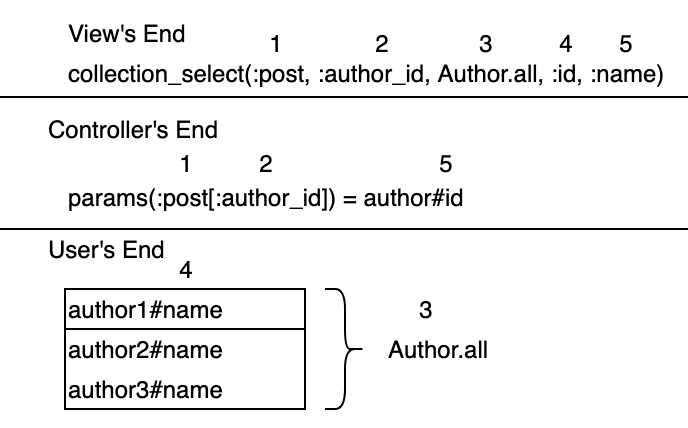 View's End
1 2 3 4 5
collection_select(:post, :author_id, Author.all, :id, :name)
Controller's End
1 2 5
params(:post[:author_id]) = author#id
User's End
4
author1#name
author2#name
author3#name
3
Author.all